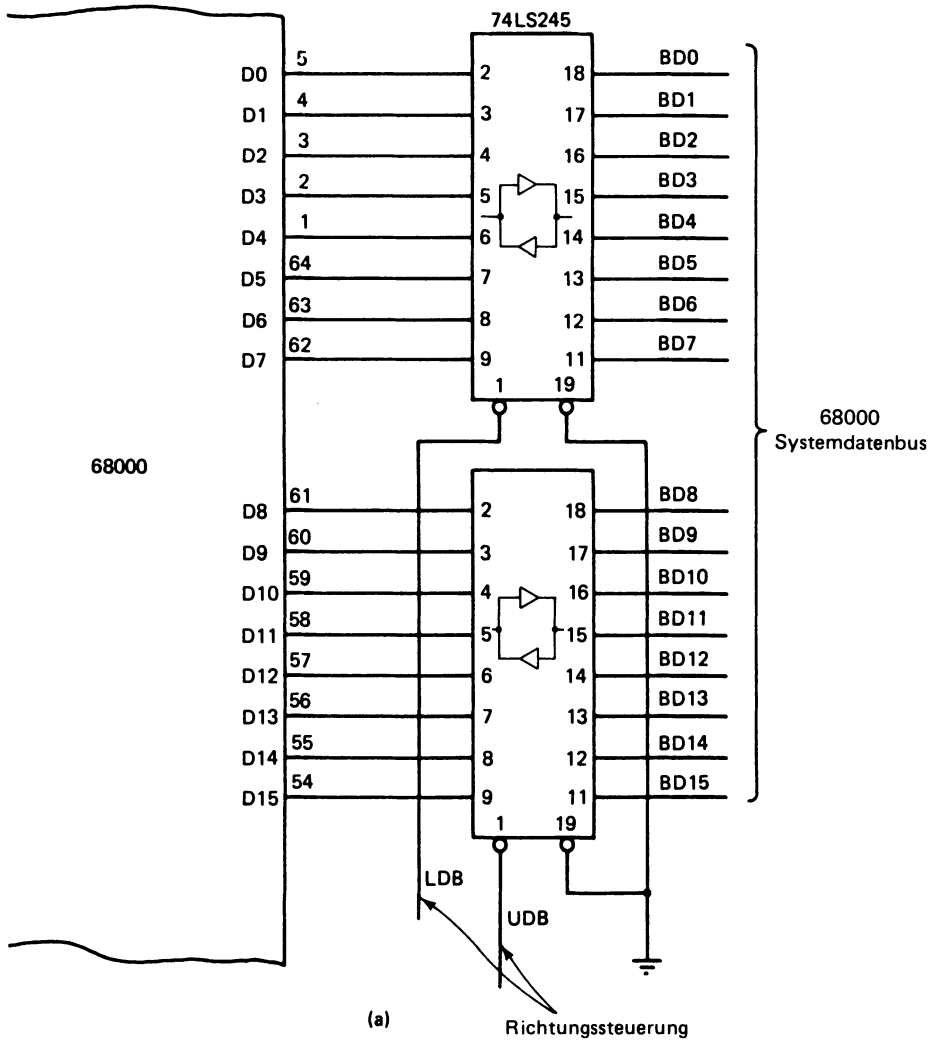 74LS245
D0 5 2 18 BD0
D1 4 3 17 BD1
D2 3 4 16 BD2
D3 2 5 15 BD3
D4 1 6 14 BD4
D5 64 7 13 BD5
D6 63 8 12 BD6
D7 62 9 11 BD7
1 19
68000
Systemdatenbus
68000
D8 61 2 18 BD8
D9 60 3 17 BD9
D10 59 4 16 BD10
D11 58 5 15 BD11
D12 57 6 14 BD12
D13 56 7 13 BD13
D14 55 8 12 BD14
D15 54 9 11 BD15
1 19
LDB
UDB
(a)
Richtungssteuerung